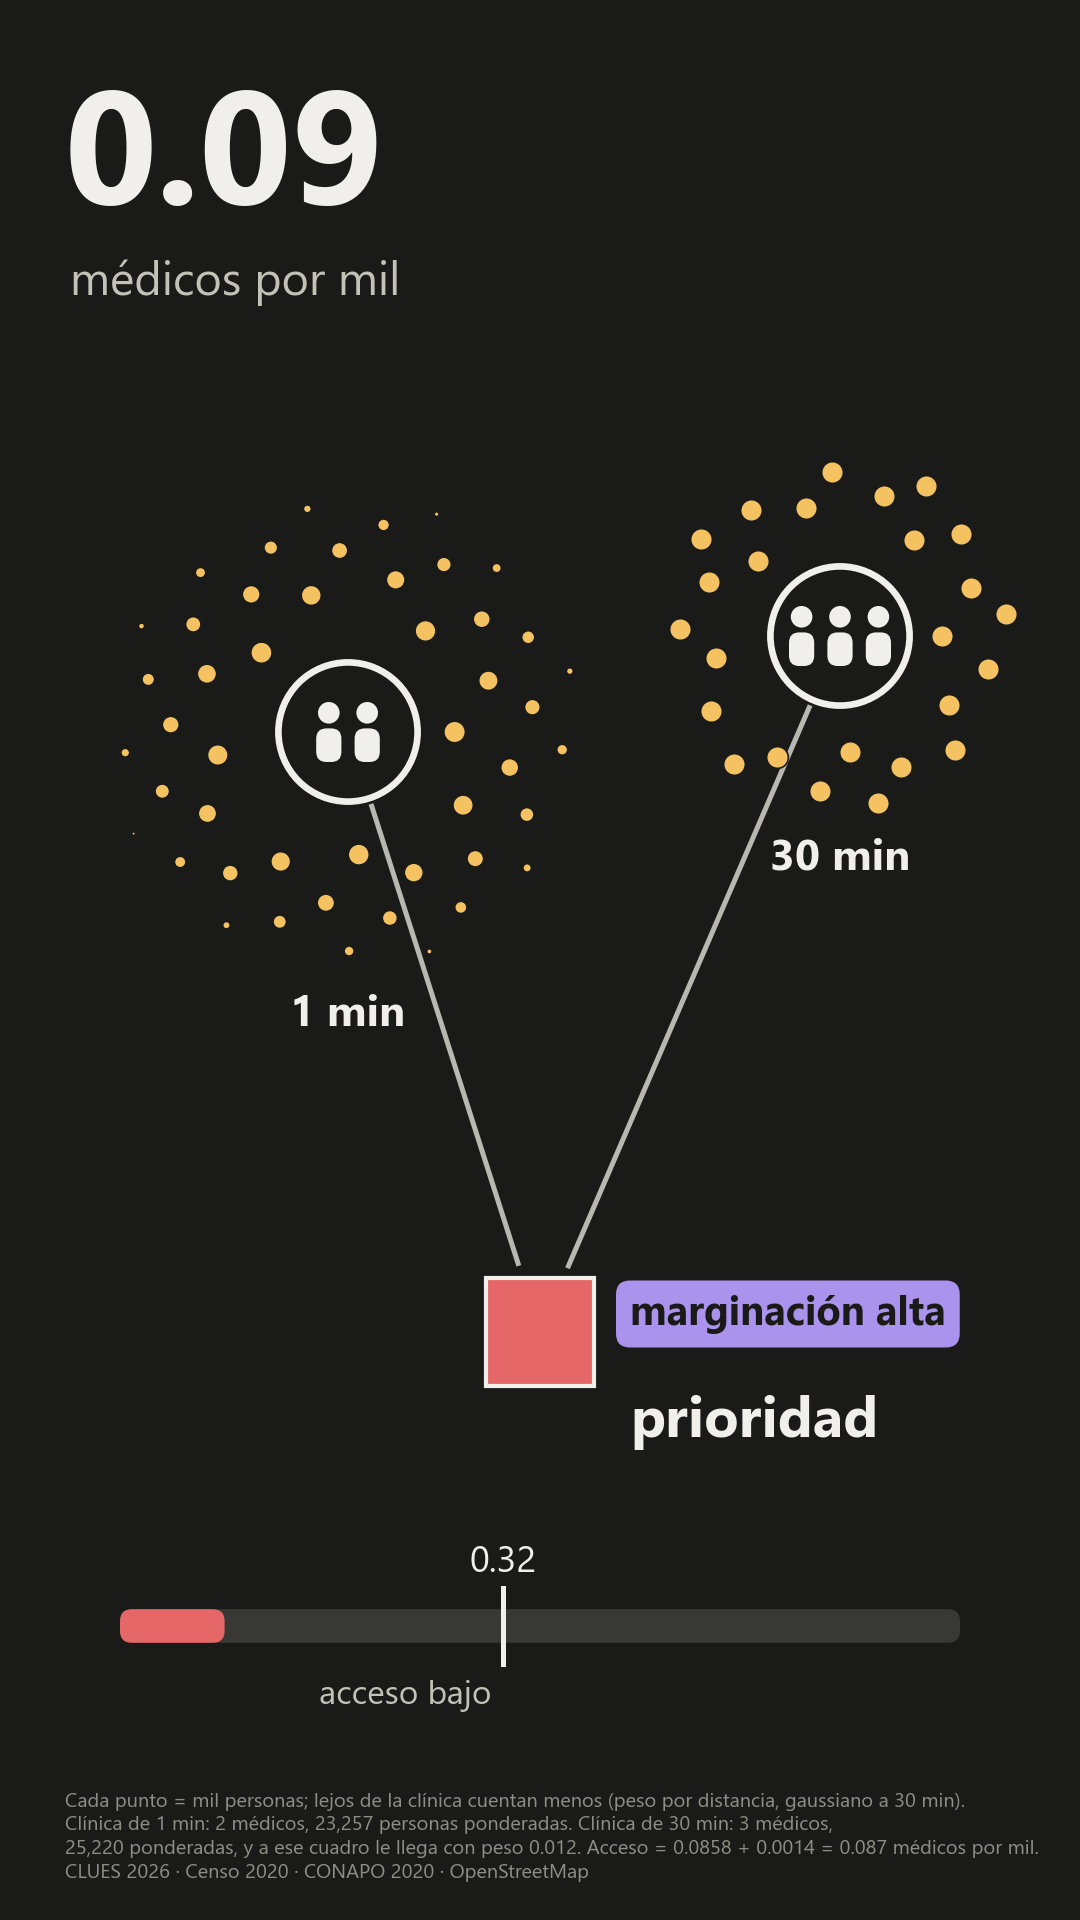 0.09
médicos por mil
30 min
1 min
marginación alta
prioridad
0.32
acceso bajo
Cada punto = mil personas; lejos de la clínica cuentan menos (peso por distancia, gaussiano a 30 min).
Clínica de 1 min: 2 médicos, 23,257 personas ponderadas. Clínica de 30 min: 3 médicos,
25,220 ponderadas, y a ese cuadro le llega con peso 0.012. Acceso = 0.0858 + 0.0014 = 0.087 médicos por mil.
CLUES 2026 · Censo 2020 · CONAPO 2020 · OpenStreetMap